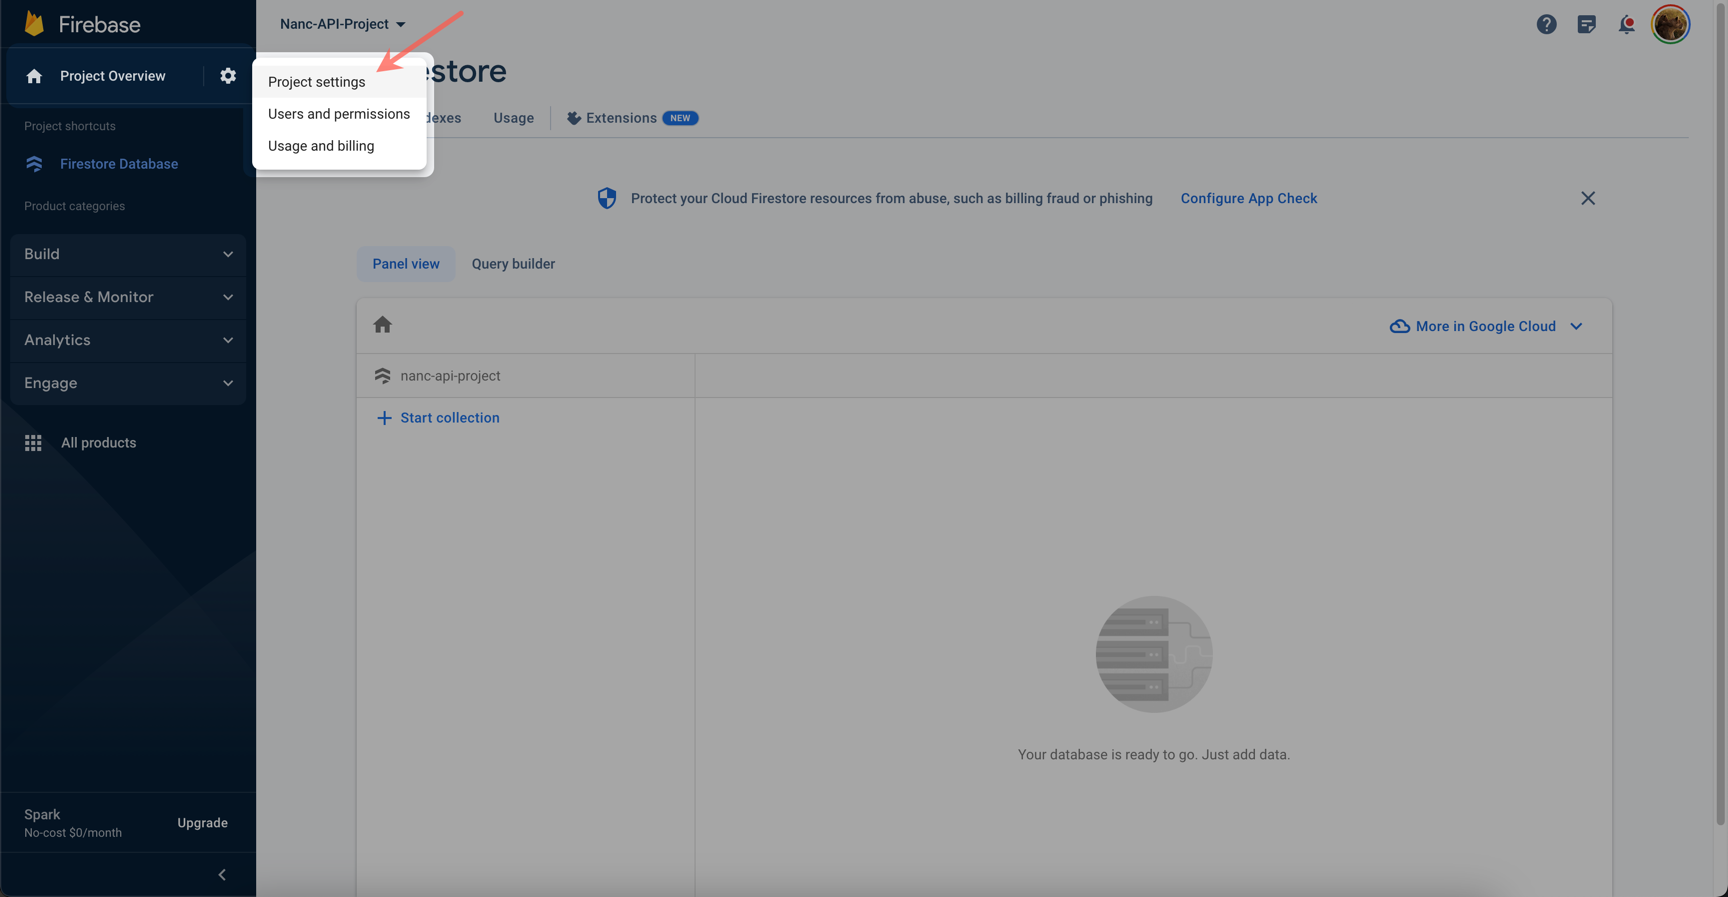 Firebase
Nanc-API-Project
Project Overview
Project settings
Users and permissions
Usage and billing
estore
dexes
Usage
Extensions
NEW
Project shortcuts
Firestore Database
Product categories
Build
Release & Monitor
Analytics
Engage
All products
Protect your Cloud Firestore resources from abuse, such as billing fraud or phishing
Configure App Check
Panel view
Query builder
More in Google Cloud
nanc-api-project
Start collection
Your database is ready to go. Just add data.
Spark
No-cost $0/month
Upgrade